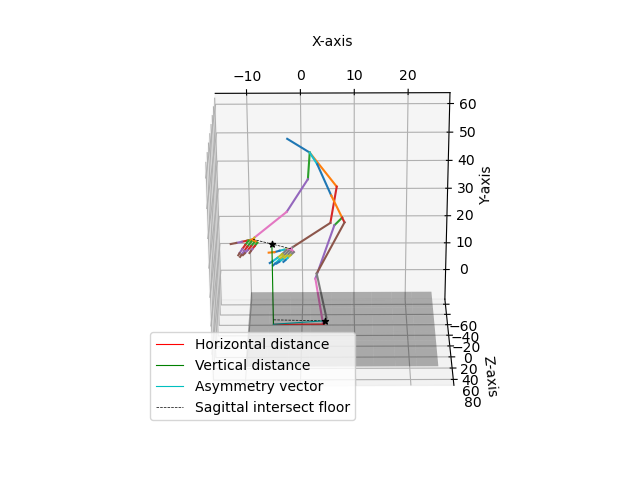 X-axis
−10 0 10 20
60
50
40
Y-axis
30
20
10
0
−60
−40
−20
0
20
40
60
80
Z-axis
Horizontal distance
Vertical distance
Asymmetry vector
Sagittal intersect floor